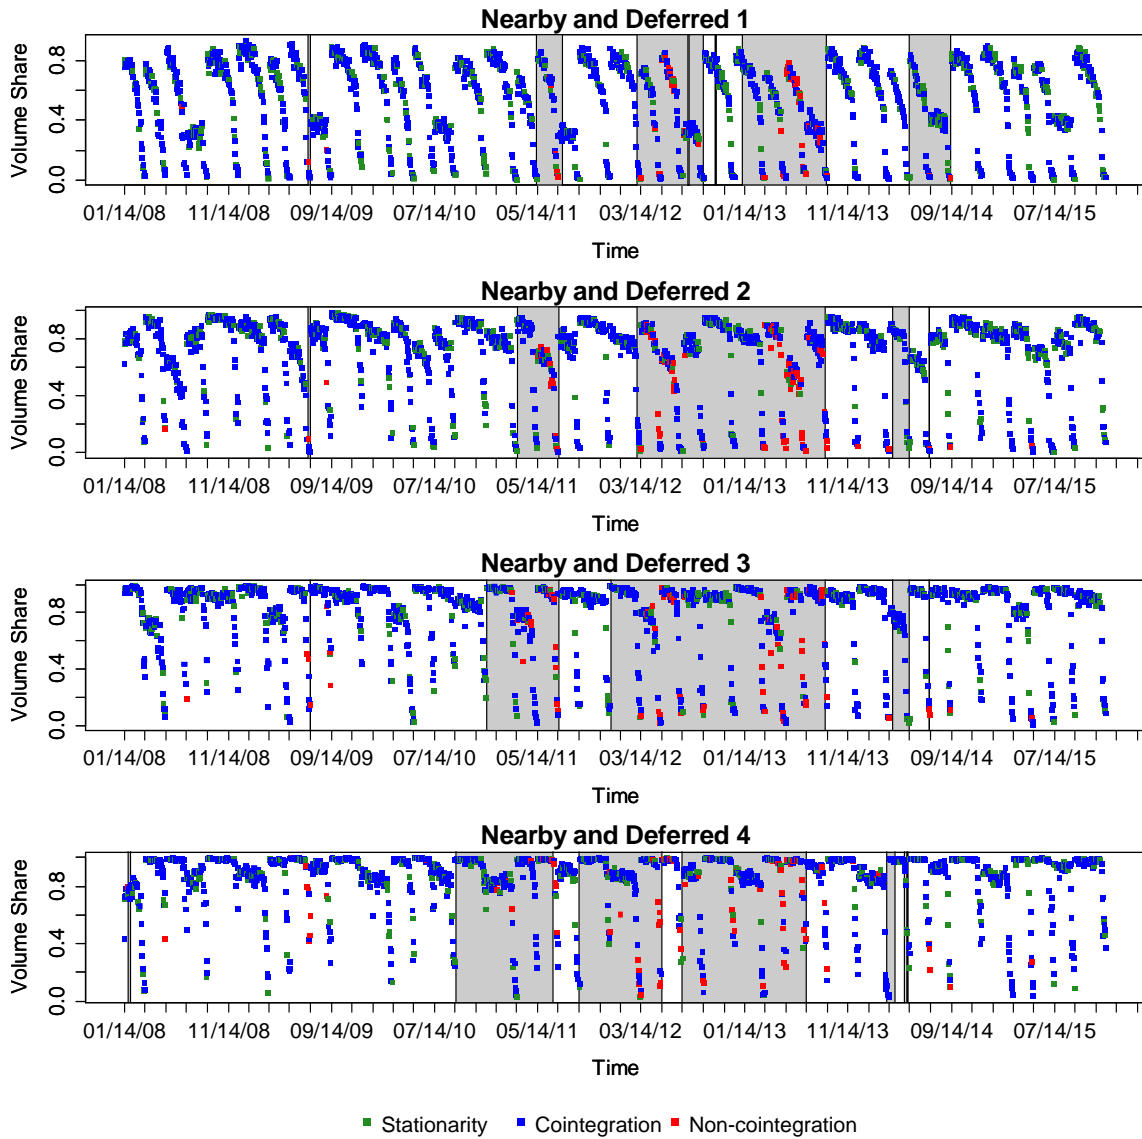 Nearby and Deferred 1
Volume Share
0.8
0.4
0.0
01/14/08 11/14/08 09/14/09 07/14/10 05/14/11 03/14/12 01/14/13 11/14/13 09/14/14 07/14/15
Time
Nearby and Deferred 2
Volume Share
0.8
0.4
0.0
01/14/08 11/14/08 09/14/09 07/14/10 05/14/11 03/14/12 01/14/13 11/14/13 09/14/14 07/14/15
Time
Nearby and Deferred 3
Volume Share
0.8
0.4
0.0
01/14/08 11/14/08 09/14/09 07/14/10 05/14/11 03/14/12 01/14/13 11/14/13 09/14/14 07/14/15
Time
Nearby and Deferred 4
Volume Share
0.8
0.4
0.0
01/14/08 11/14/08 09/14/09 07/14/10 05/14/11 03/14/12 01/14/13 11/14/13 09/14/14 07/14/15
Time
Stationarity Cointegration Non-cointegration